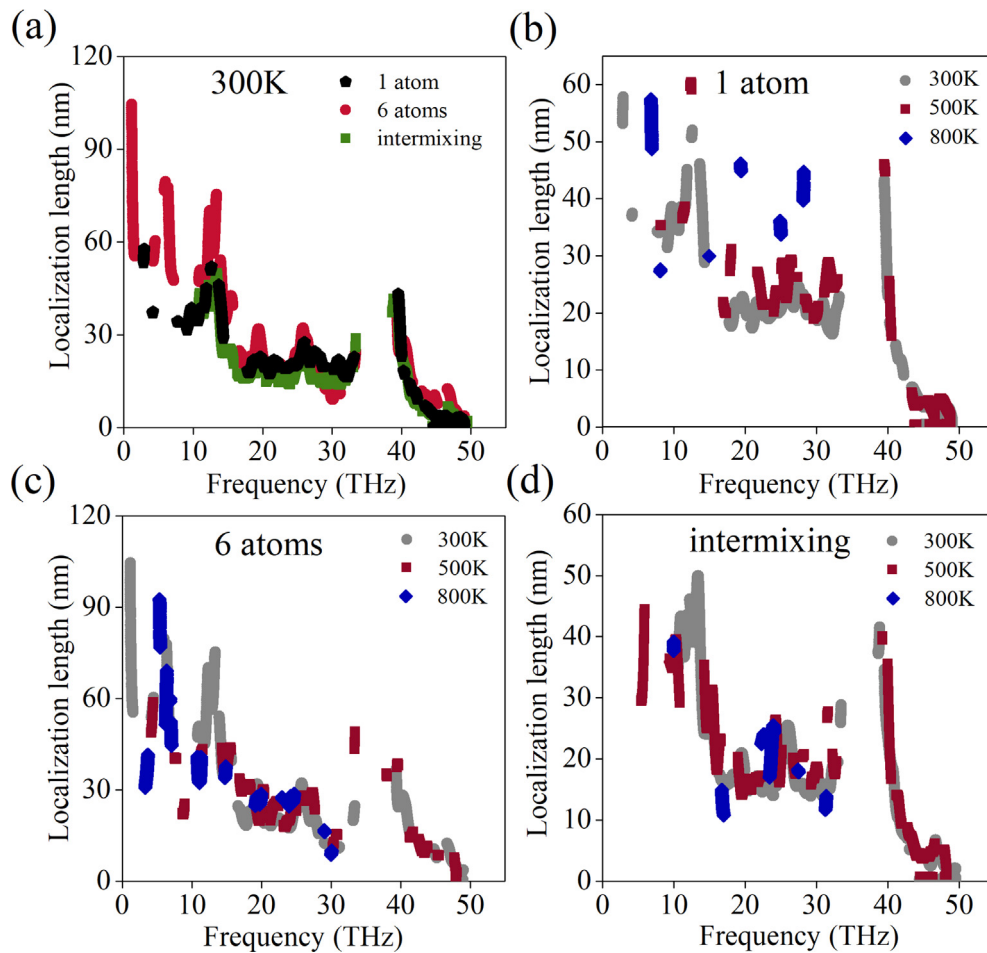 (a)
300K
1 atom
6 atoms
intermixing
Localization length (nm)
120
90
60
30
0
0 10 20 30 40 50
Frequency (THz)
(b)
1 atom
300K
500K
800K
Localization length (nm)
60
50
40
30
20
10
0
0 10 20 30 40 50
Frequency (THz)
(c)
6 atoms
300K
500K
800K
Localization length (nm)
120
90
60
30
0
0 10 20 30 40 50
Frequency (THz)
(d)
intermixing
300K
500K
800K
Localization length (nm)
60
50
40
30
20
10
0
0 10 20 30 40 50
Frequency (THz)